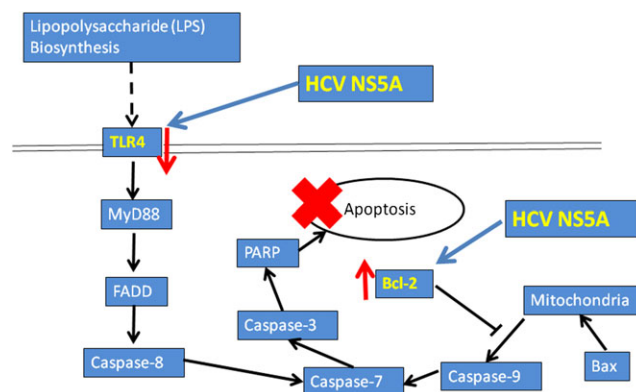 Lipopolysaccharide (LPS)
Biosynthesis
HCV NS5A
TLR4
MyD88
Apoptosis
HCV NS5A
PARP
Bcl-2
FADD
Mitochondria
Caspase-3
Caspase-8
Caspase-7
Caspase-9
Bax